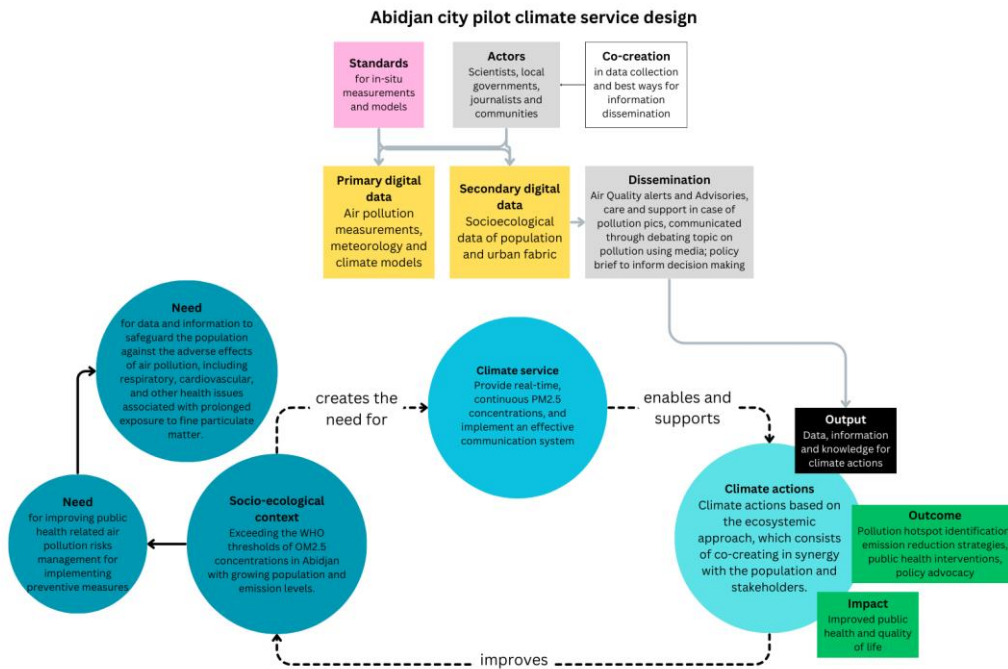 Abidjan city pilot climate service design
Standards
for in-situ
measurements
and models
Actors
Scientists, local
governments,
journalists and
communities
Co-creation
in data collection
and best ways for
information
dissemination
Primary digital
data
Air pollution
measurements,
meteorology and
climate models
Secondary digital
data
Socioecological
data of population
and urban fabric
Dissemination
Air Quality alerts and Advisories,
care and support in case of
pollution pics, communicated
through debating topic on
pollution using media; policy
brief to inform decision making
Need
for data and information to
safeguard the population
against the adverse effects
of air pollution, including
respiratory, cardiovascular,
and other health issues
associated with prolonged
exposure to fine particulate
matter.
creates the
need for
Climate service
Provide real-time,
continuous PM2.5
concentrations, and
implement an effective
communication system
enables and
supports
Output
Data, information
and knowledge for
climate actions
Need
for improving public
health related air
pollution risks
management for
implementing
preventive measures
Socio-ecological
context
Exceeding the WHO
thresholds of OM2.5
concentrations in Abidjan
with growing population and
emission levels.
Climate actions
Climate actions based on
the ecosystemic
approach, which consists
of co-creating in synergy
with the population and
stakeholders.
Outcome
Pollution hotspot identification
emission reduction strategies,
public health interventions,
policy advocacy
Impact
Improved public
health and quality
of life
improves